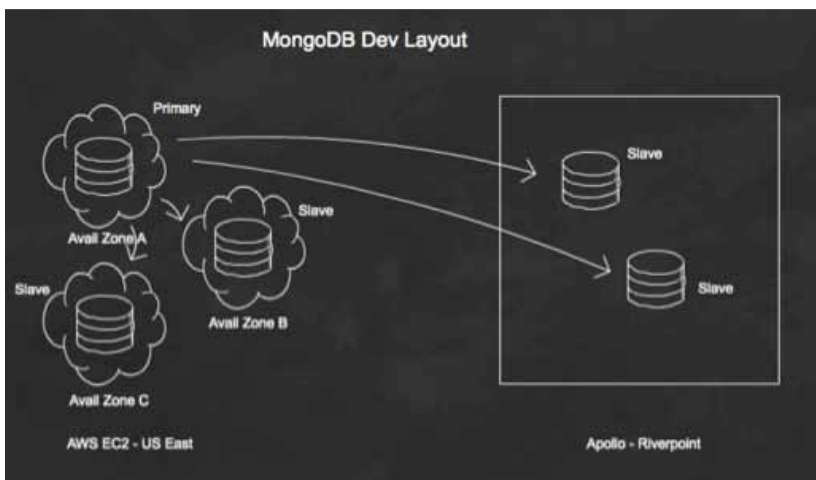 MongoDB Dev Layout
Primary
Avail Zone A
Slave
Avail Zone B
Slave
Avail Zone C
AWS EC2 - US East
Slave
Slave
Apollo - Riverpoint